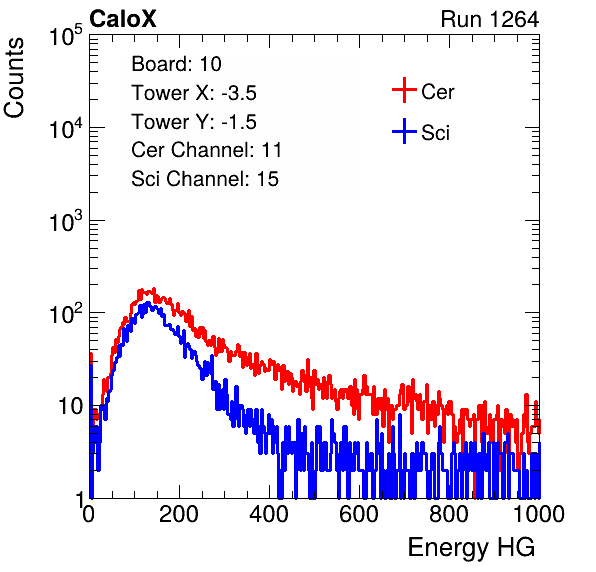 CaloX Run 1264
Counts
10^5
10^4
10^3
10^2
10
1
Board: 10
Tower X: -3.5
Tower Y: -1.5
Cer Channel: 11
Sci Channel: 15
Cer
Sci
0 200 400 600 800 1000
Energy HG